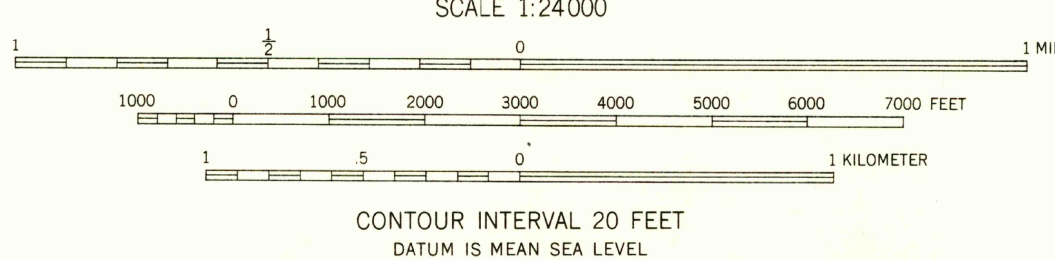 SCALE 1:24000
1 ½ 0 1
1000 0 1000 2000 3000 4000 5000 6000 7000 FEET
1 .5 0 1 KILOMETER
CONTOUR INTERVAL 20 FEET
DATUM IS MEAN SEA LEVEL